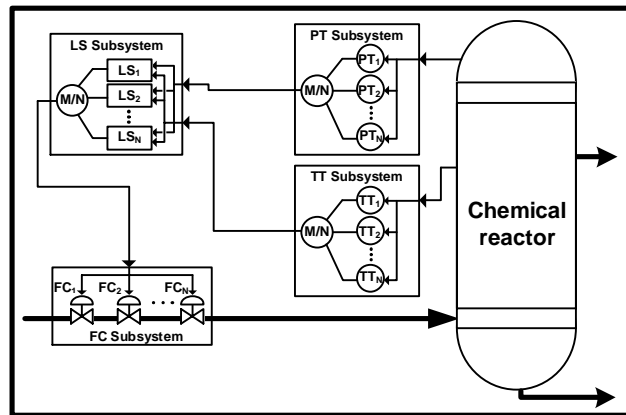 LS Subsystem
LS1
LS2
LSN
M/N
PT Subsystem
PT1
PT2
PTN
M/N
TT Subsystem
TT1
TT2
TTN
M/N
Chemical
reactor
FC1
FC2
FCN
FC Subsystem